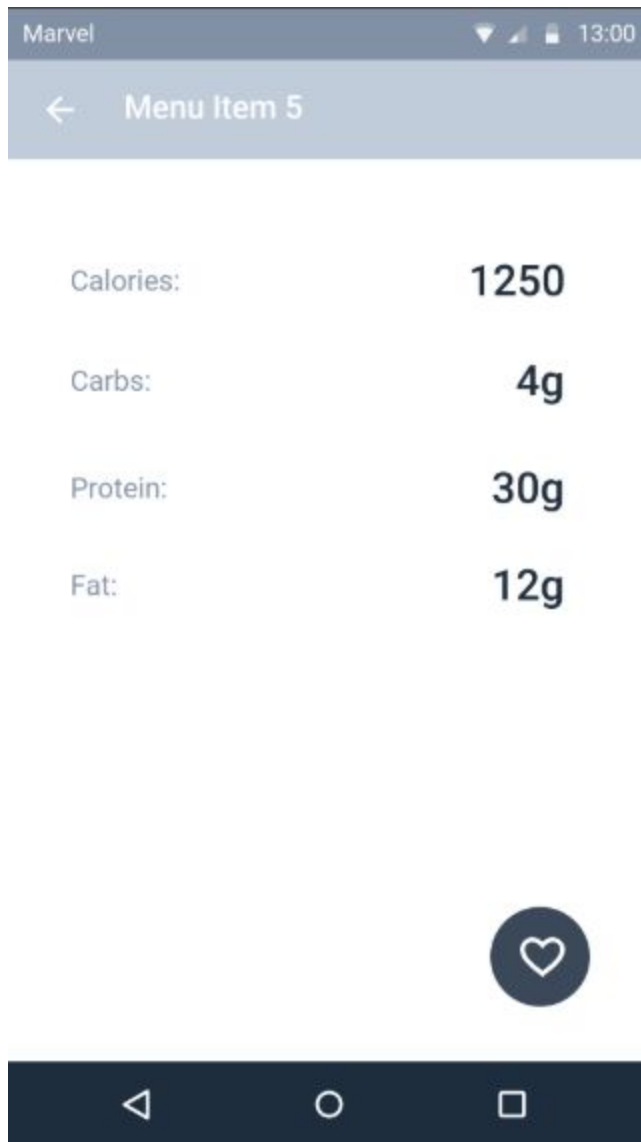 Marvel 13:00
Menu Item 5
Calories: 1250
Carbs: 4g
Protein: 30g
Fat: 12g